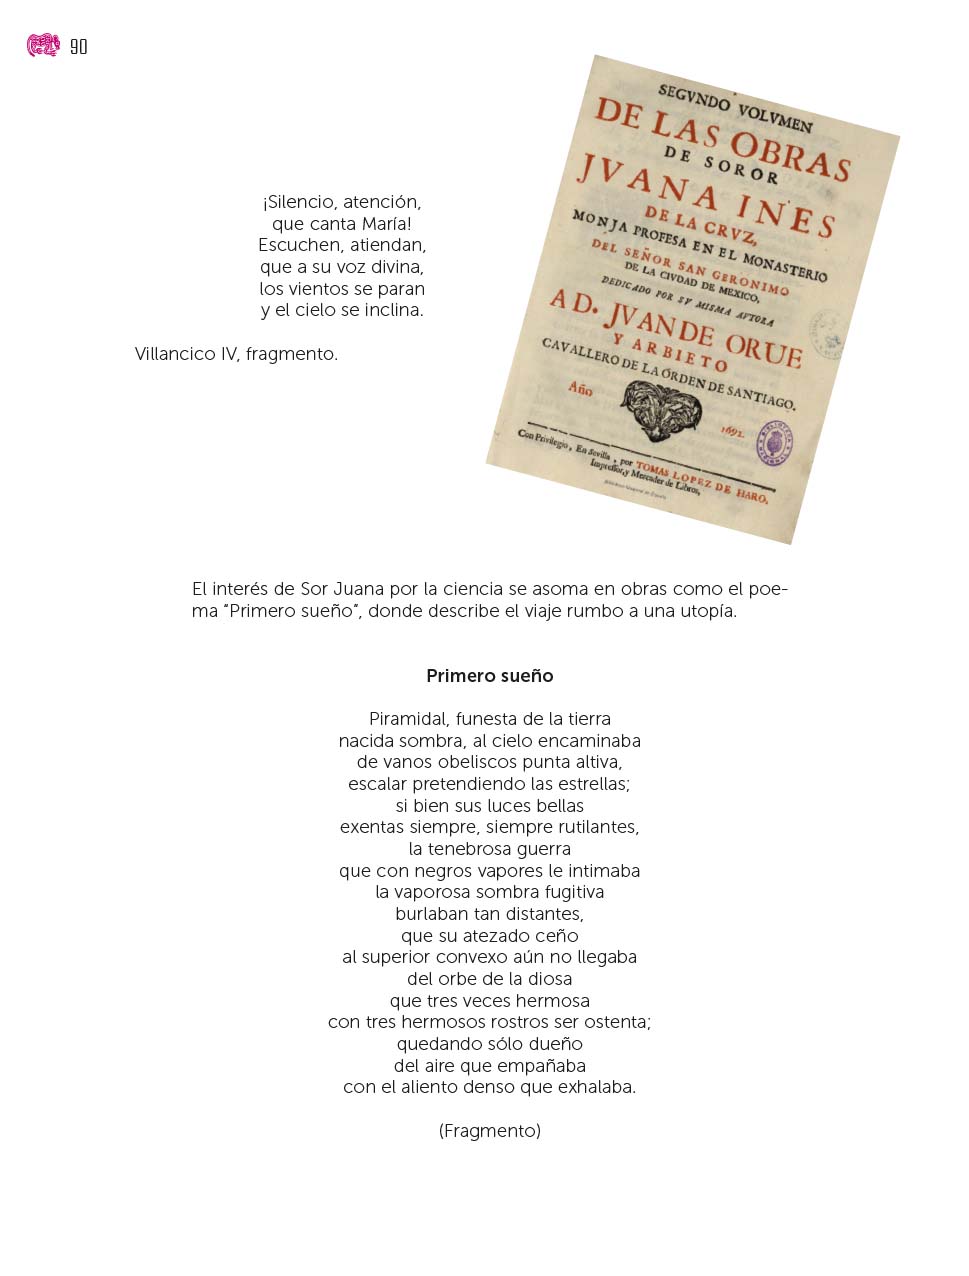 90
SEGVNDO VOLVMEN
DE LAS OBRAS
DE SOROR
JVANA INES
DE LA CRVZ,
MONJA PROFESA EN EL MONASTERIO
DEL SEÑOR SAN GERONIMO
DE LA CIVDAD DE MEXICO,
DEDICADO POR SV MISMA AVTORA
A D. JVAN DE ORUE
Y ARBIETO
CAVALLERO DE LA ORDEN DE SANTIAGO.
Año 1692.
Con Privilegio, En Sevilla, por TOMAS LOPEZ DE HARO,
Impressor, y Mercader de Libros,
Biblioteca Nacional de España
¡Silencio, atención,
que canta María!
Escuchen, atiendan,
que a su voz divina,
los vientos se paran
y el cielo se inclina.
Villancico IV, fragmento.
El interés de Sor Juana por la ciencia se asoma en obras como el poe-
ma “Primero sueño”, donde describe el viaje rumbo a una utopía.
Primero sueño
Piramidal, funesta de la tierra
nacida sombra, al cielo encaminaba
de vanos obeliscos punta altiva,
escalar pretendiendo las estrellas;
si bien sus luces bellas
exentas siempre, siempre rutilantes,
la tenebrosa guerra
que con negros vapores le intimaba
la vaporosa sombra fugitiva
burlaban tan distantes,
que su atezado ceño
al superior convexo aún no llegaba
del orbe de la diosa
que tres veces hermosa
con tres hermosos rostros ser ostenta;
quedando sólo dueño
del aire que empañaba
con el aliento denso que exhalaba.
(Fragmento)